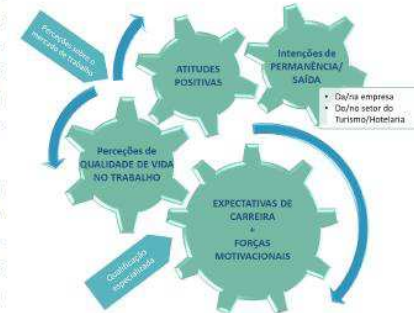 Perceções sobre o
mercado de trabalho
ATITUDES
POSITIVAS
Intenções de
PERMANÊNCIA/
SAÍDA
• Da/na empresa
• Do/no setor do
Turismo/Hotelaria
Perceções de
QUALIDADE DE VIDA
NO TRABALHO
EXPECTATIVAS DE
CARREIRA
+
FORÇAS
MOTIVACIONAIS
Qualificação
especializada